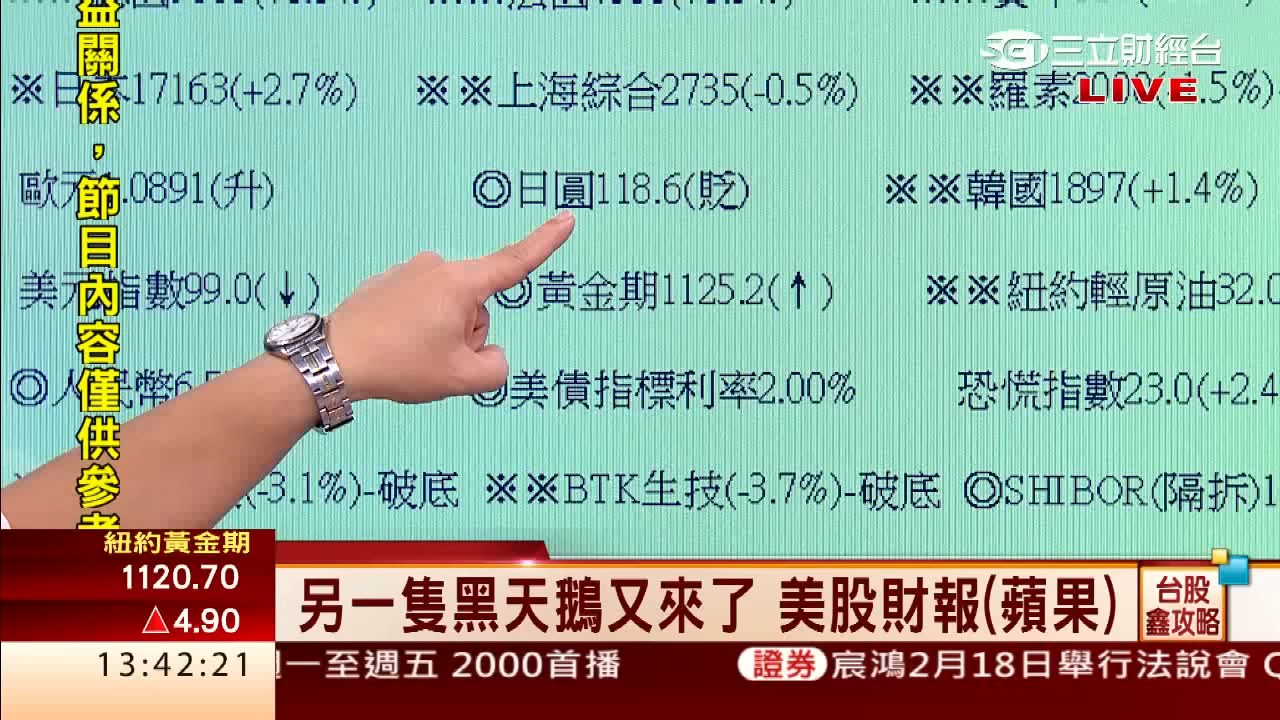 益關係，節目內容僅供參考
SET三立財經台
LIVE
※日本17163(+2.7%)
※※上海綜合2735(-0.5%)
※※羅素
.5%)
歐元1.0891(升)
◎日圓118.6(貶)
※※韓國1897(+1.4%)
美元指數99.0(↓)
◎黃金期1125.2(↑)
※※紐約輕原油32.0
◎人民幣6.5
◎美債指標利率2.00%
恐慌指數23.0(+2.4
(-3.1%)-破底
※※BTK生技(-3.7%)-破底
◎SHIBOR(隔拆)1
紐約黃金期
1120.70
△4.90
另一隻黑天鵝又來了 美股財報(蘋果)
台股
鑫攻略
13:42:21
一至週五 2000首播
證券 宸鴻2月18日舉行法說會